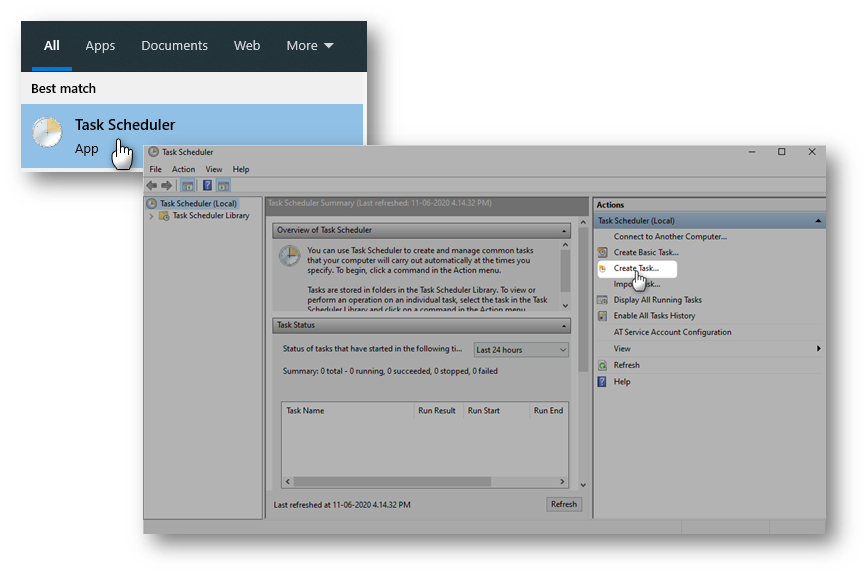 All Apps Documents Web More
Best match
Task Scheduler
App
Task Scheduler
File Action View Help
Task Scheduler (Local)
Task Scheduler Library
Task Scheduler Summary (Last refreshed: 11-06-2020 4.14.32 PM)
Overview of Task Scheduler
You can use Task Scheduler to create and manage common tasks
that your computer will carry out automatically at the times you
specify. To begin, click a command in the Action menu.
Tasks are stored in folders in the Task Scheduler Library. To view or
perform an operation on an individual task, select the task in the Task
Scheduler Library and click on a command in the Action menu
Task Status
Status of tasks that have started in the following ti... Last 24 hours
Summary: 0 total - 0 running, 0 succeeded, 0 stopped, 0 failed
Task Name Run Result Run Start Run End
Last refreshed at 11-06-2020 4.14.32 PM Refresh
Actions
Task Scheduler (Local)
Connect to Another Computer...
Create Basic Task...
Create Task...
Display All Running Tasks
Enable All Tasks History
AT Service Account Configuration
View
Refresh
Help